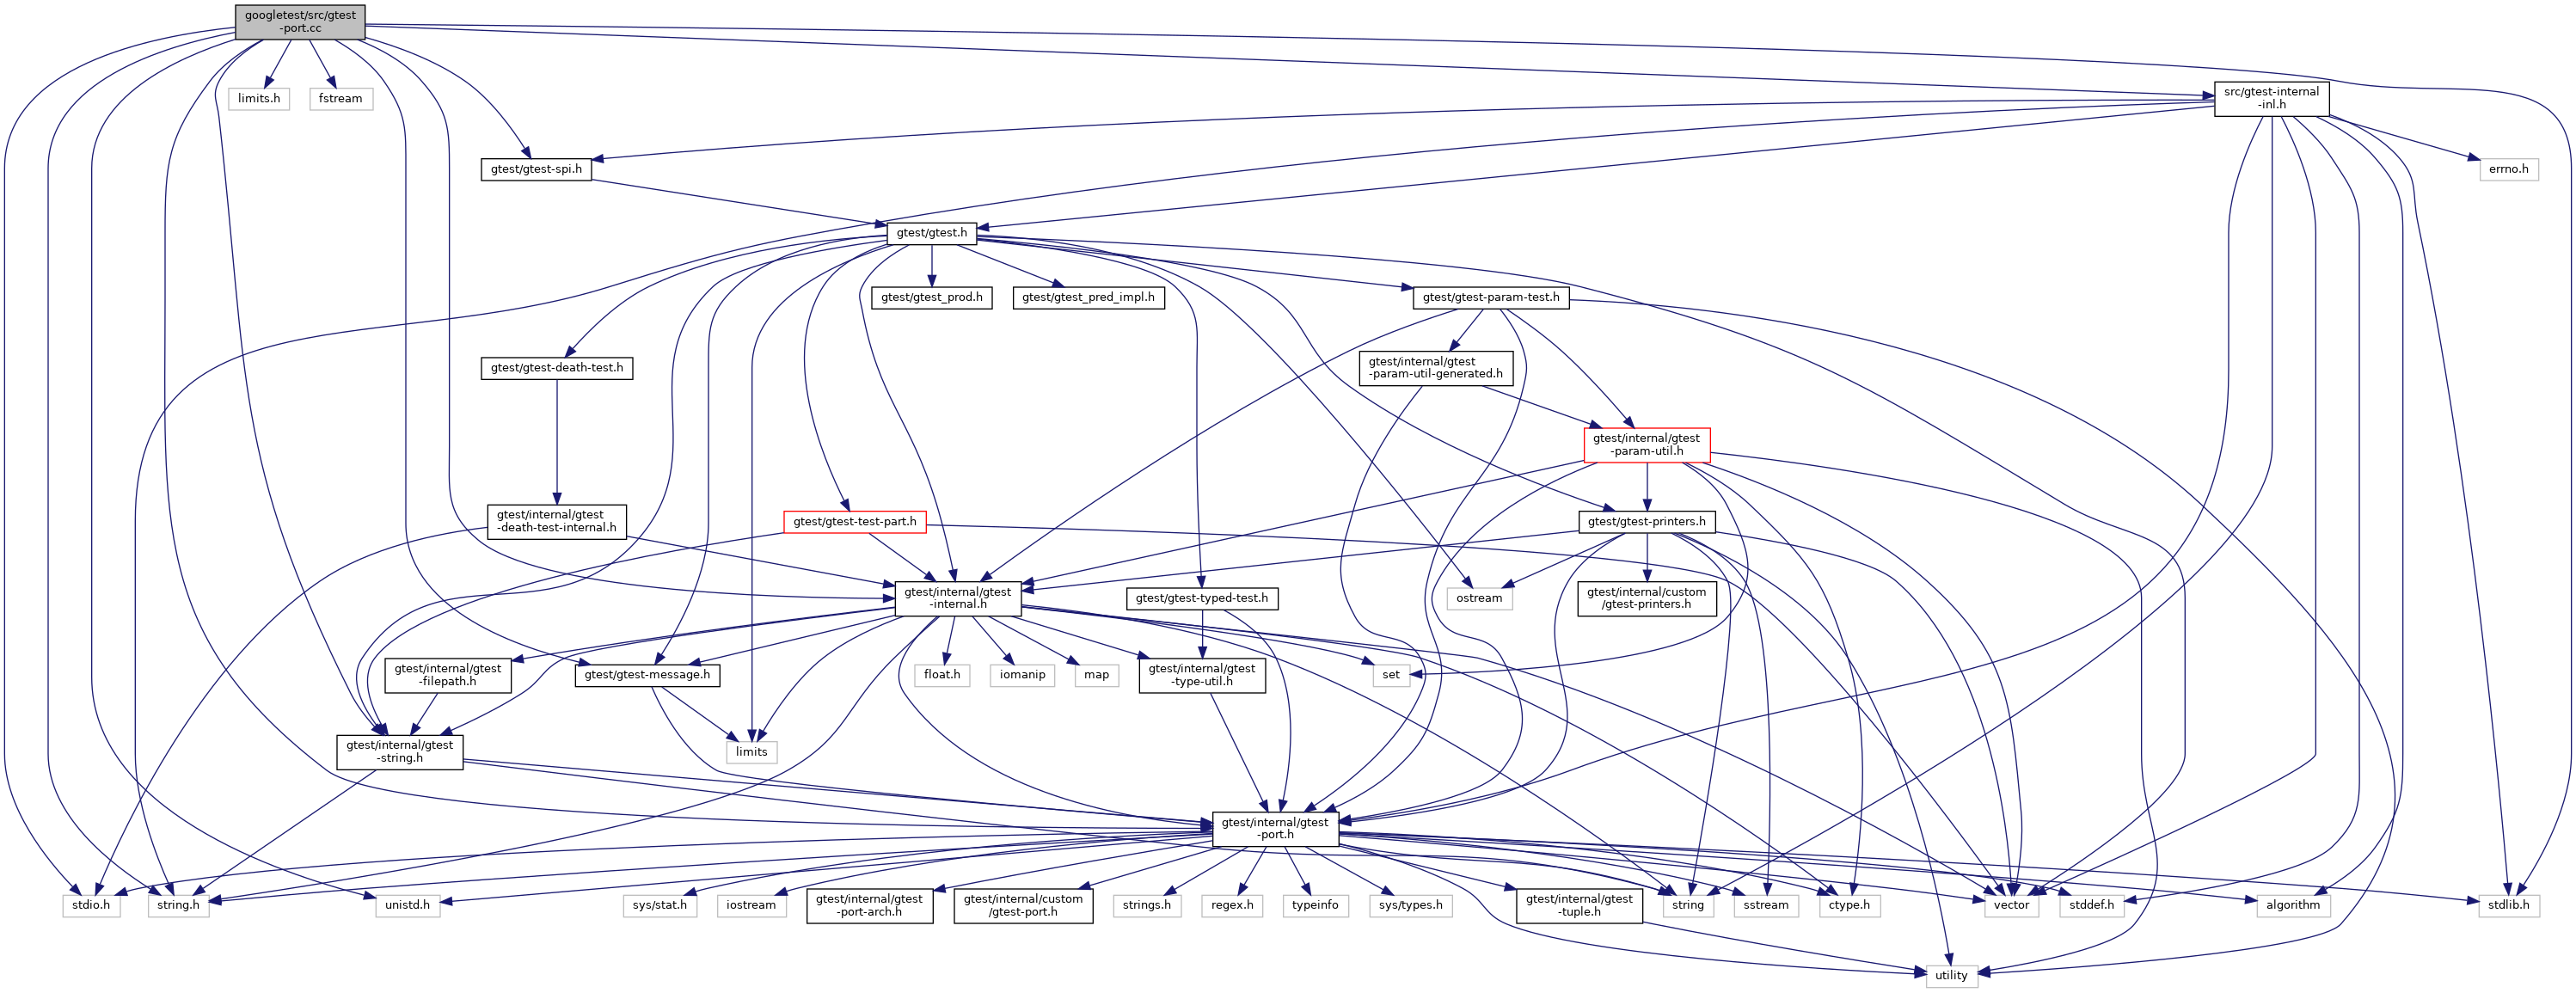 googletest/src/gtest
-port.cc
limits.h
fstream
src/gtest-internal
-inl.h
gtest/gtest-spi.h
errno.h
gtest/gtest.h
gtest/gtest_prod.h
gtest/gtest_pred_impl.h
gtest/gtest-param-test.h
gtest/gtest-death-test.h
gtest/internal/gtest
-param-util-generated.h
gtest/internal/gtest
-param-util.h
gtest/internal/gtest
-death-test-internal.h
gtest/gtest-test-part.h
gtest/gtest-printers.h
gtest/internal/gtest
-internal.h
gtest/gtest-typed-test.h
ostream
gtest/internal/custom
/gtest-printers.h
gtest/internal/gtest
-filepath.h
gtest/gtest-message.h
float.h
iomanip
map
gtest/internal/gtest
-type-util.h
set
gtest/internal/gtest
-string.h
limits
gtest/internal/gtest
-port.h
stdio.h
string.h
unistd.h
sys/stat.h
iostream
gtest/internal/gtest
-port-arch.h
gtest/internal/custom
/gtest-port.h
strings.h
regex.h
typeinfo
sys/types.h
gtest/internal/gtest
-tuple.h
string
sstream
ctype.h
vector
stddef.h
algorithm
stdlib.h
utility